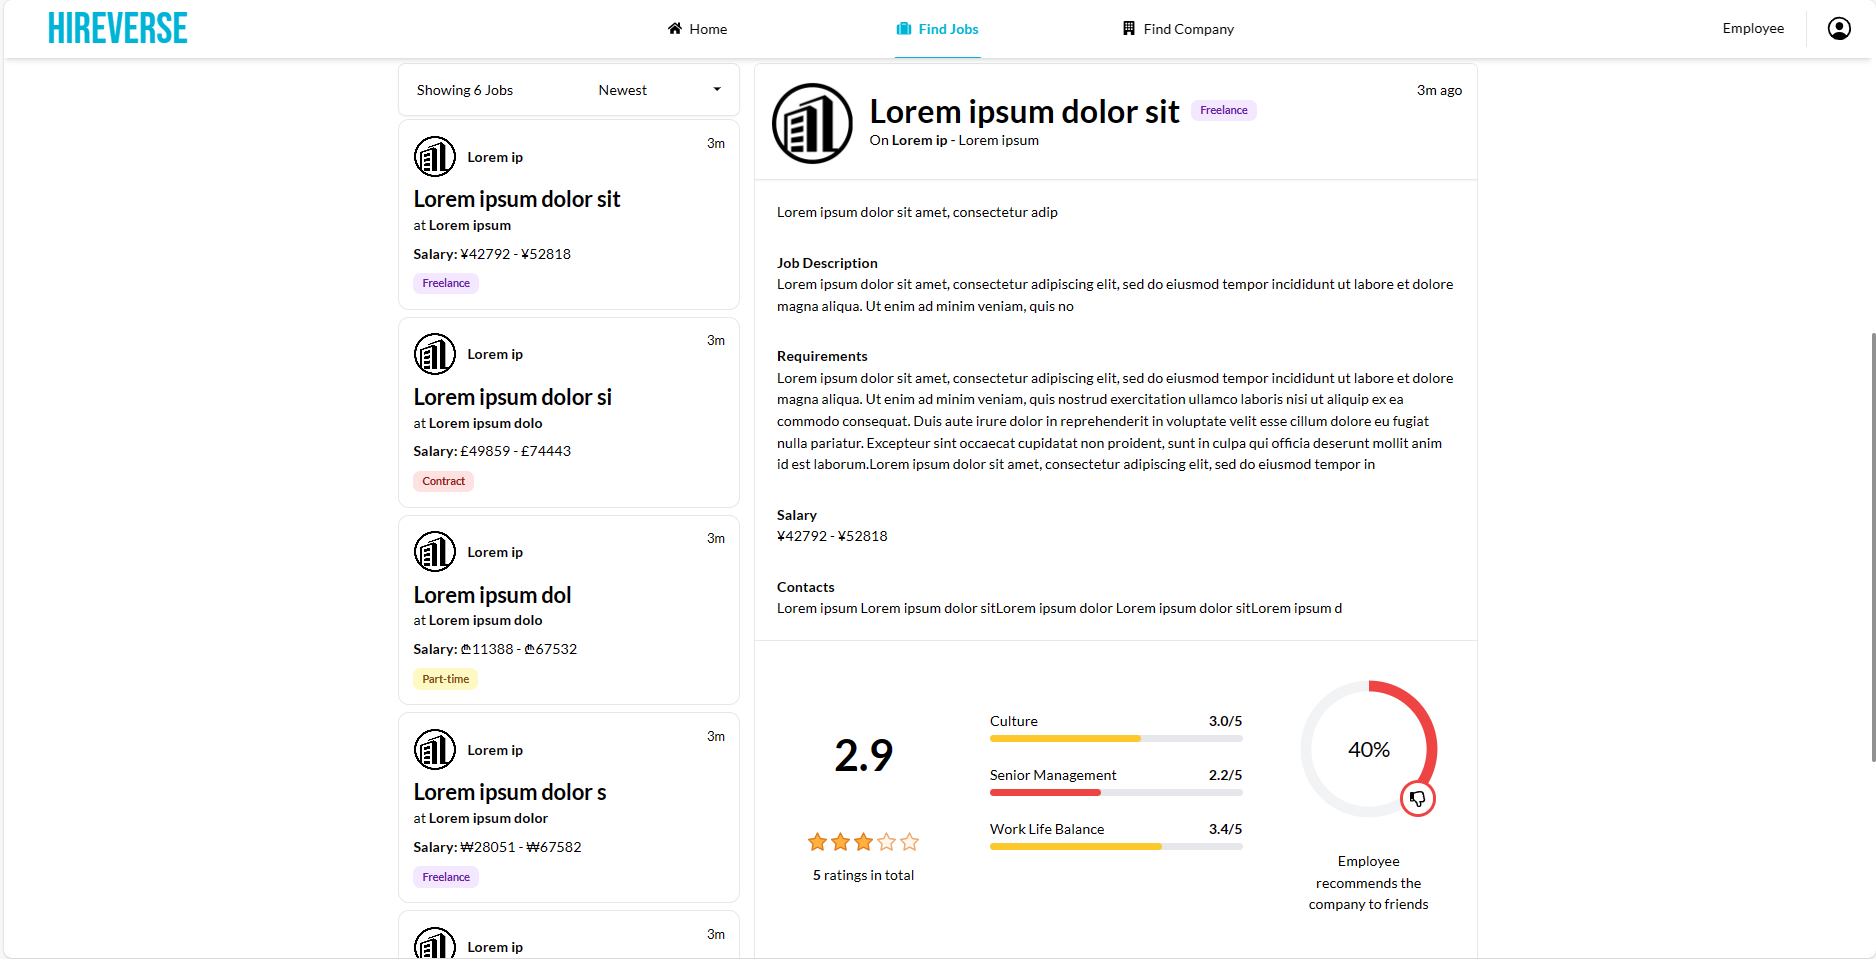 HIREVERSE
Home
Find Jobs
Find Company
Employee
Showing 6 Jobs
Newest
Lorem ip
3m
Lorem ipsum dolor sit
at Lorem ipsum
Salary: ¥42792 - ¥52818
Freelance
Lorem ip
3m
Lorem ipsum dolor si
at Lorem ipsum dolo
Salary: £49859 - £74443
Contract
Lorem ip
3m
Lorem ipsum dol
at Lorem ipsum dolo
Salary: ₾11388 - ₾67532
Part-time
Lorem ip
3m
Lorem ipsum dolor s
at Lorem ipsum dolor
Salary: ₩28051 - ₩67582
Freelance
Lorem ip
3m
Lorem ipsum dolor sit
Freelance
3m ago
On Lorem ip - Lorem ipsum
Lorem ipsum dolor sit amet, consectetur adip
Job Description
Lorem ipsum dolor sit amet, consectetur adipiscing elit, sed do eiusmod tempor incididunt ut labore et dolore
magna aliqua. Ut enim ad minim veniam, quis no
Requirements
Lorem ipsum dolor sit amet, consectetur adipiscing elit, sed do eiusmod tempor incididunt ut labore et dolore
magna aliqua. Ut enim ad minim veniam, quis nostrud exercitation ullamco laboris nisi ut aliquip ex ea
commodo consequat. Duis aute irure dolor in reprehenderit in voluptate velit esse cillum dolore eu fugiat
nulla pariatur. Excepteur sint occaecat cupidatat non proident, sunt in culpa qui officia deserunt mollit anim
id est laborum.Lorem ipsum dolor sit amet, consectetur adipiscing elit, sed do eiusmod tempor in
Salary
¥42792 - ¥52818
Contacts
Lorem ipsum Lorem ipsum dolor sitLorem ipsum dolor Lorem ipsum dolor sitLorem ipsum d
2.9
5 ratings in total
Culture 3.0/5
Senior Management 2.2/5
Work Life Balance 3.4/5
40%
Employee
recommends the
company to friends